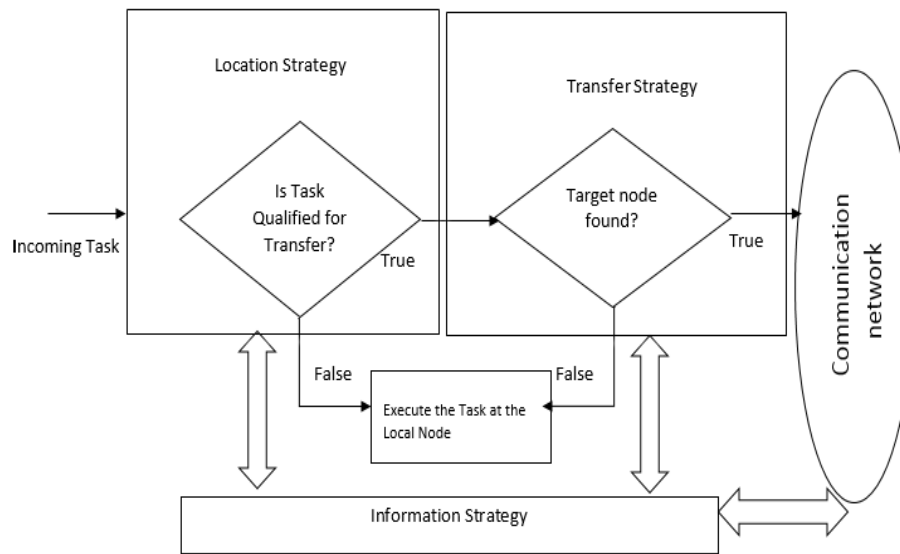 Location Strategy
Transfer Strategy
Is Task
Qualified for
Transfer?
Target node
found?
Incoming Task
True
True
Communication
network
False
False
Execute the Task at the
Local Node
Information Strategy